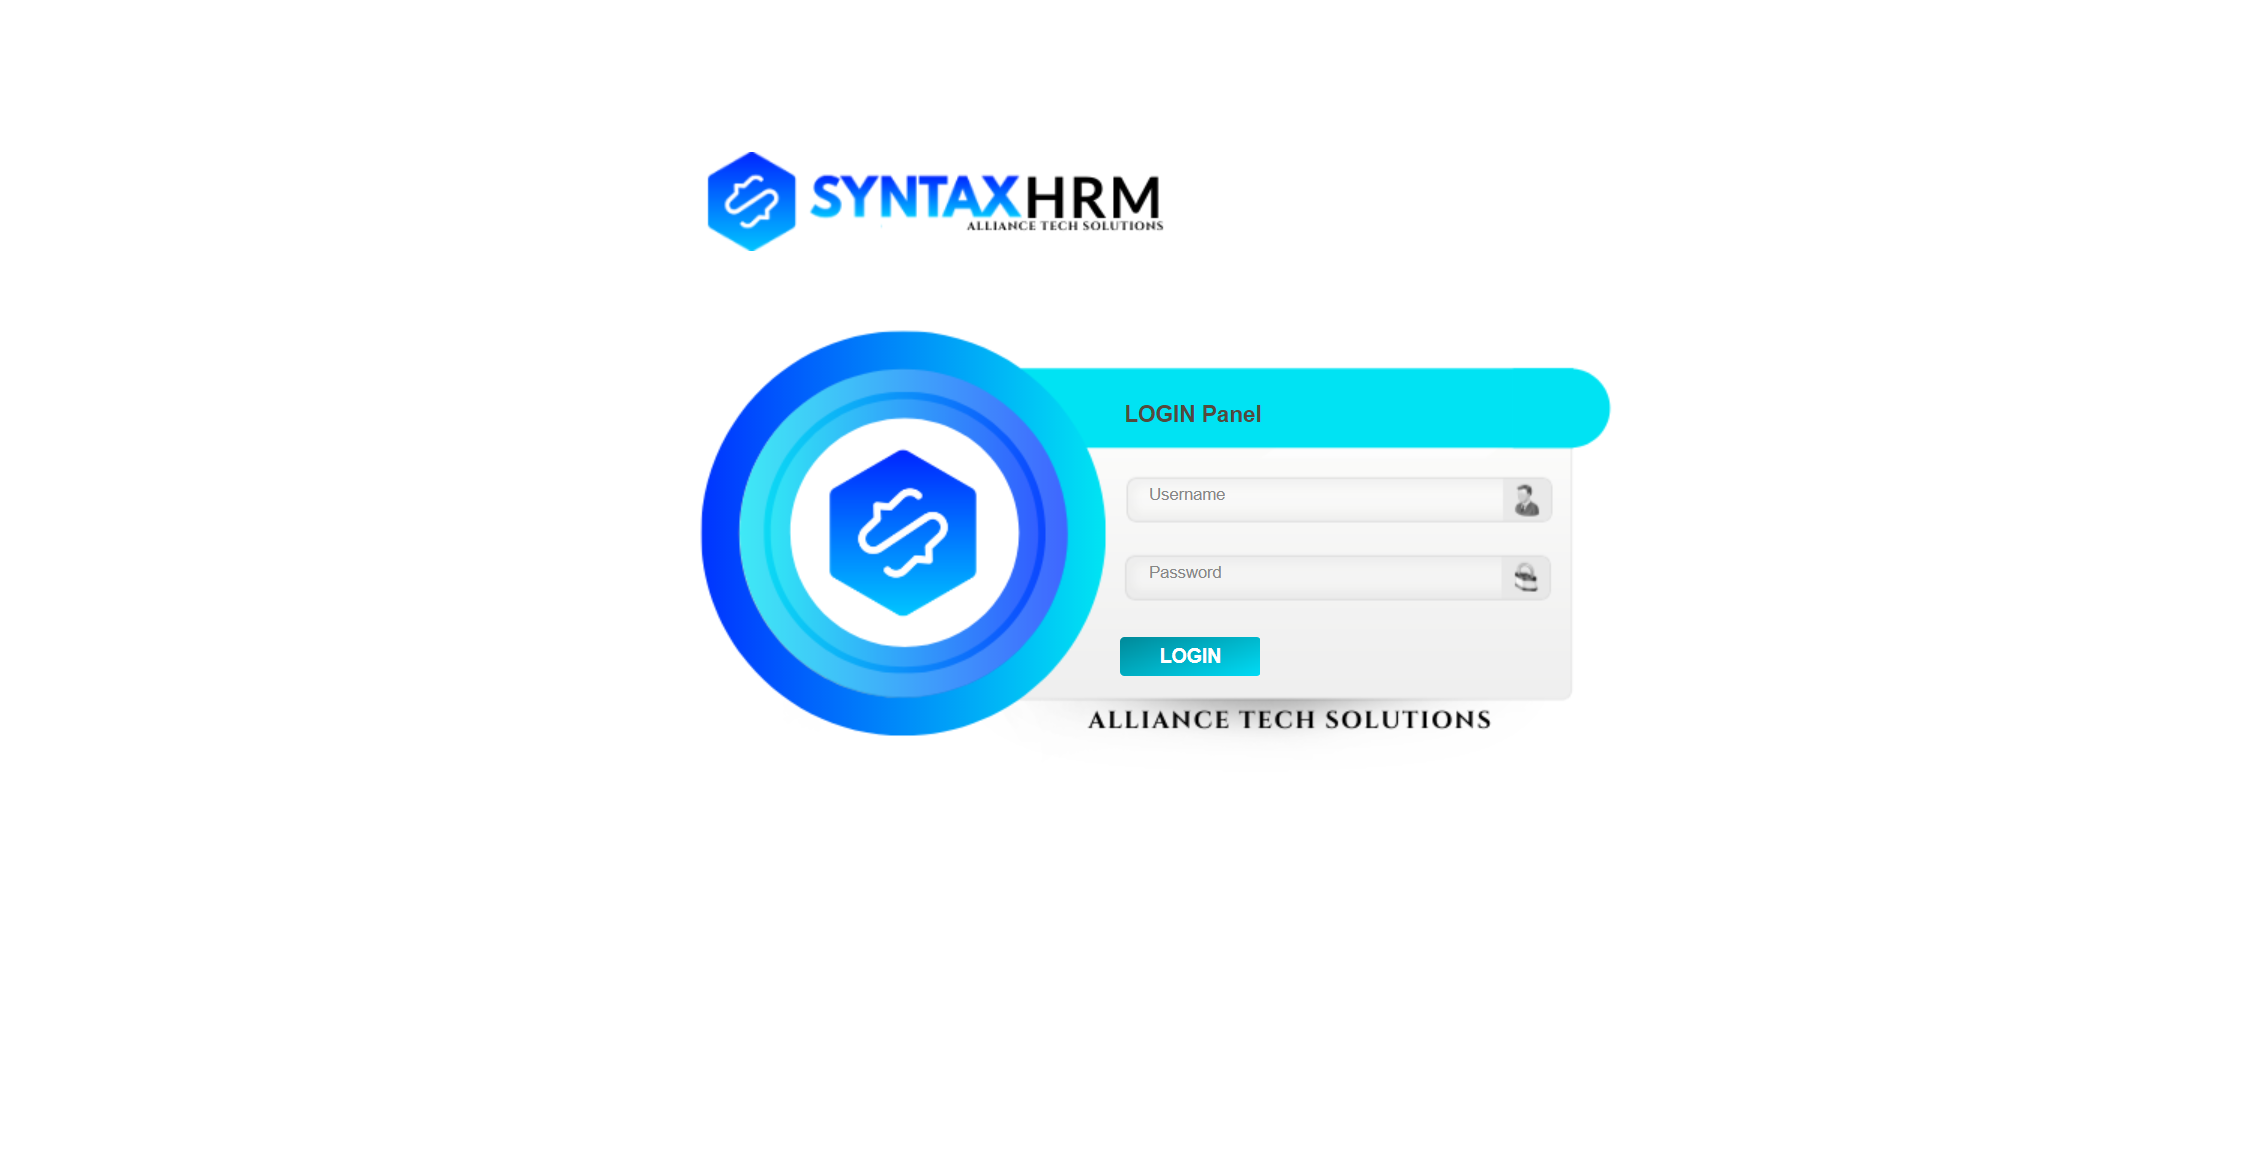 SYNTAXHRM
ALLIANCE TECH SOLUTIONS
LOGIN Panel
Username
Password
LOGIN
ALLIANCE TECH SOLUTIONS